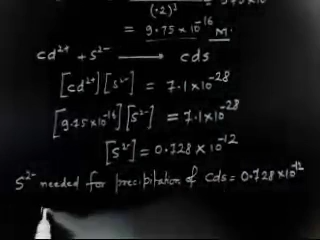 (.2)³
= 9.75×10⁻¹⁶ M.
Cd²⁺ + S²⁻ ⟶ CdS
[Cd²⁺][S²⁻] = 7.1×10⁻²⁸
[9.75×10⁻¹⁶][S²⁻] = 7.1×10⁻²⁸
[S²⁻] = 0.728×10⁻¹²
S²⁻ needed for precipitation of CdS = 0.728×10⁻¹²